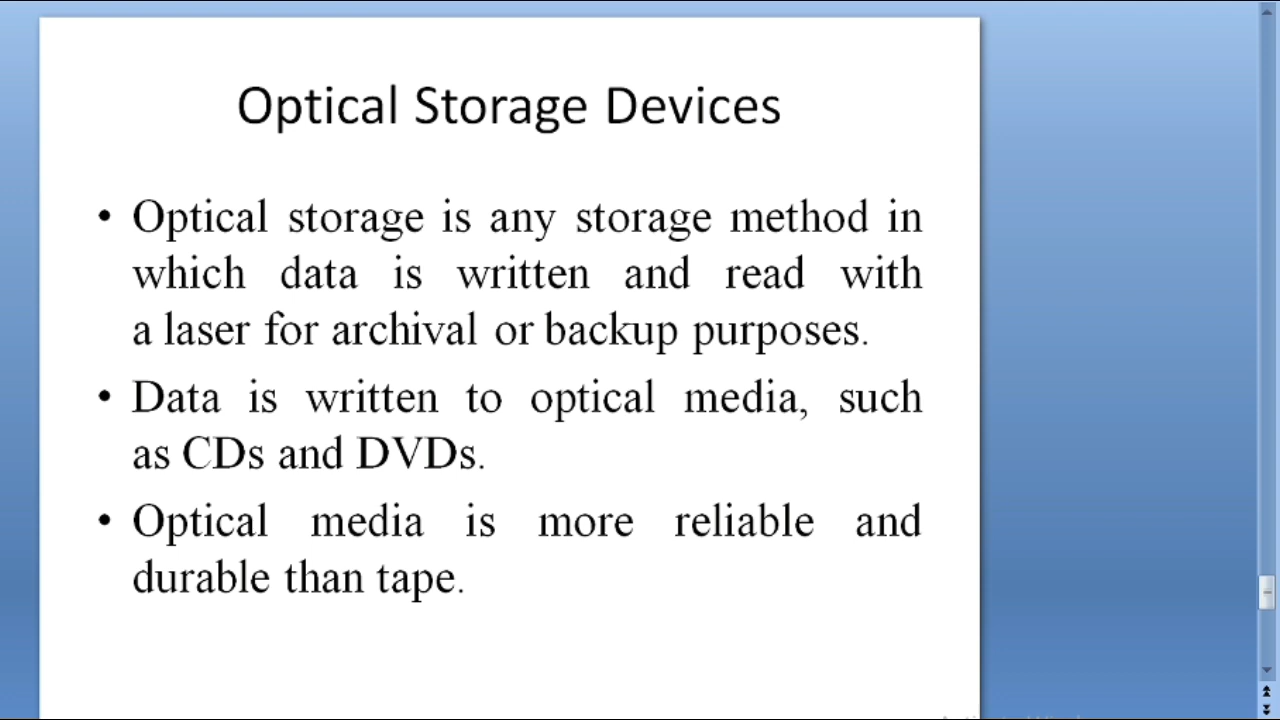 Optical Storage Devices
• Optical storage is any storage method in
which data is written and read with
a laser for archival or backup purposes.
• Data is written to optical media, such
as CDs and DVDs.
• Optical media is more reliable and
durable than tape.